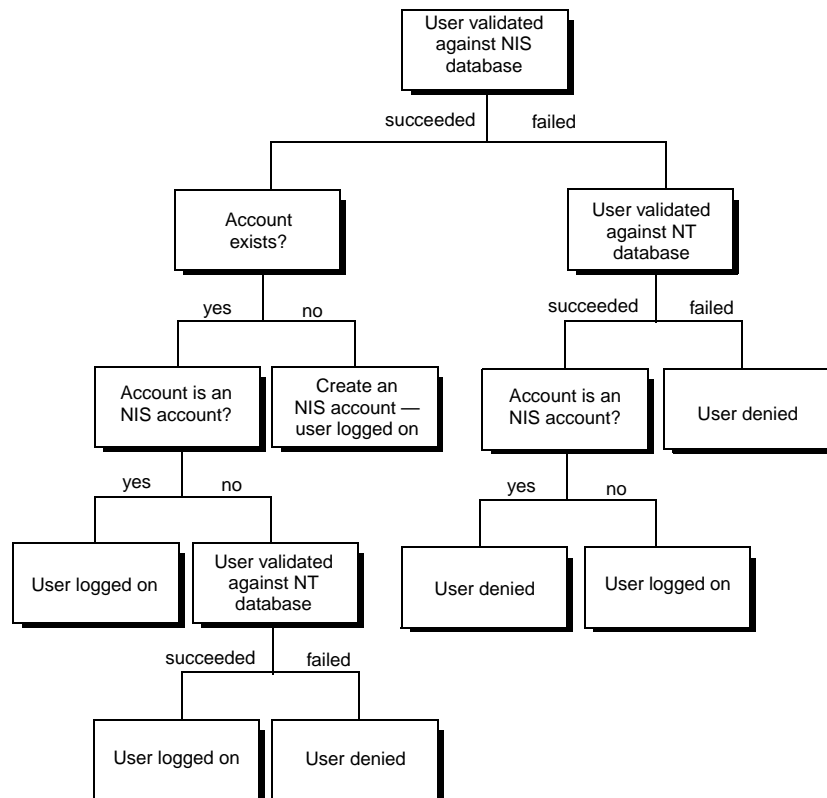 User validated
against NIS
database
succeeded failed
Account
exists?
User validated
against NT
database
yes no
succeeded failed
Account is an
NIS account?
Create an
NIS account —
user logged on
Account is an
NIS account?
User denied
yes no
yes no
User logged on
User validated
against NT
database
User denied
User logged on
succeeded failed
User logged on
User denied